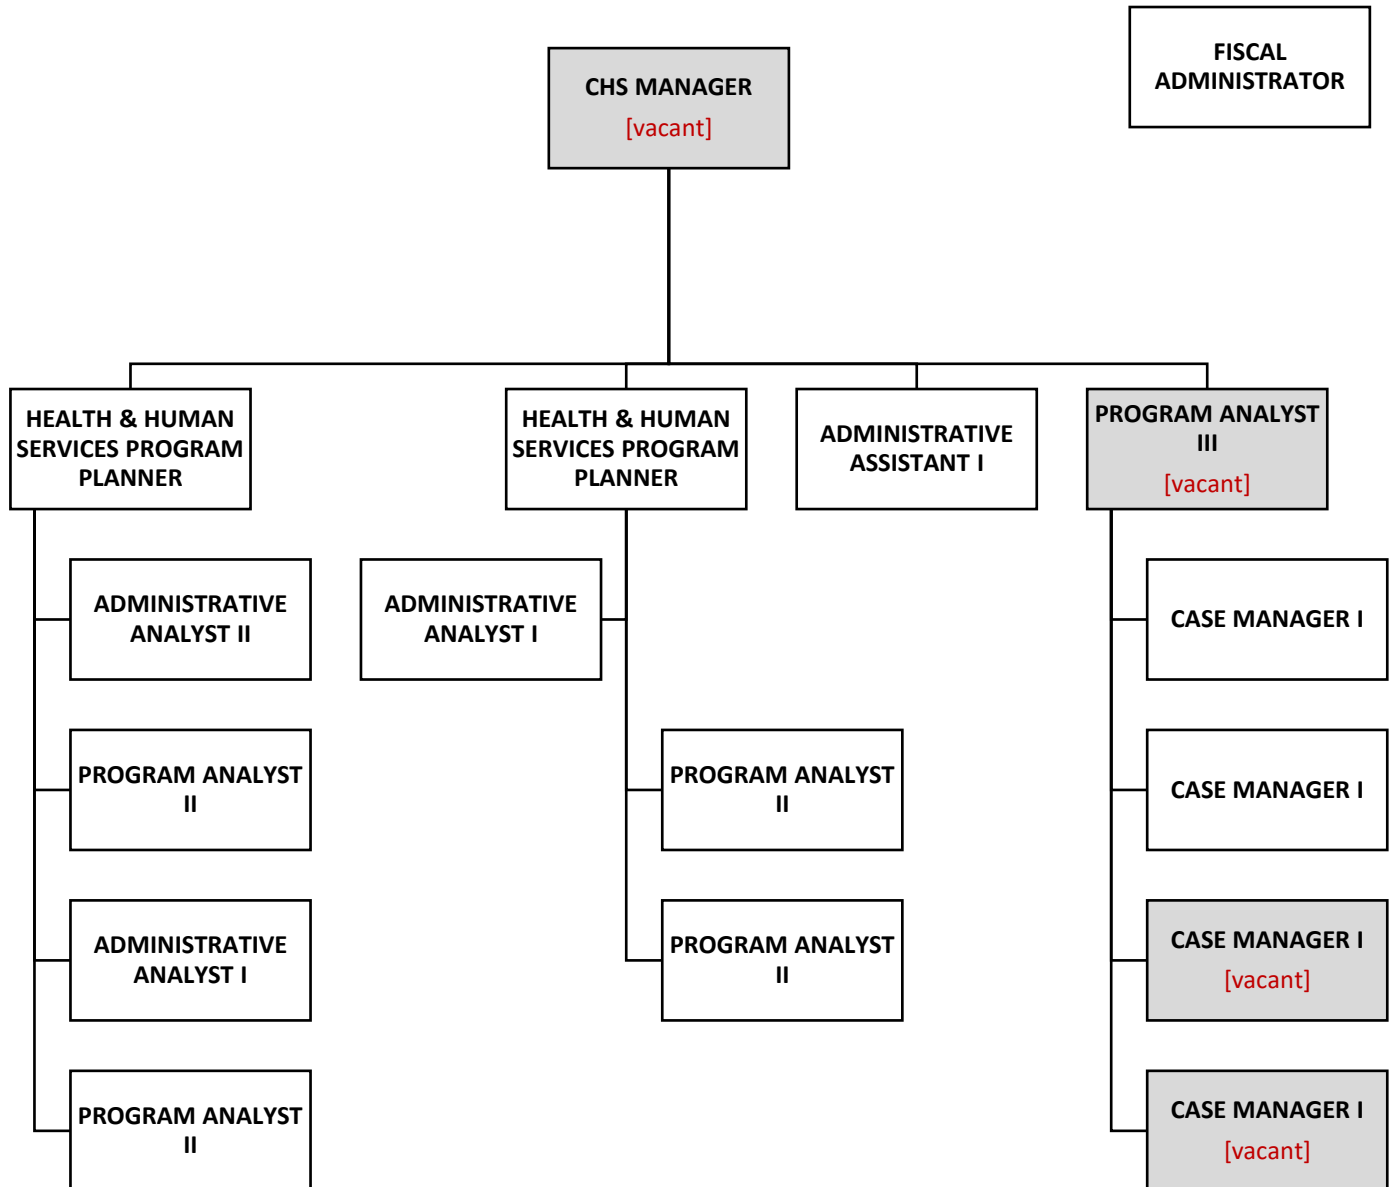 FISCAL
ADMINISTRATOR
CHS MANAGER
[vacant]
HEALTH & HUMAN
SERVICES PROGRAM
PLANNER
HEALTH & HUMAN
SERVICES PROGRAM
PLANNER
ADMINISTRATIVE
ASSISTANT I
PROGRAM ANALYST
III
[vacant]
ADMINISTRATIVE
ANALYST II
ADMINISTRATIVE
ANALYST I
CASE MANAGER I
PROGRAM ANALYST
II
PROGRAM ANALYST
II
CASE MANAGER I
ADMINISTRATIVE
ANALYST I
PROGRAM ANALYST
II
CASE MANAGER I
[vacant]
PROGRAM ANALYST
II
CASE MANAGER I
[vacant]